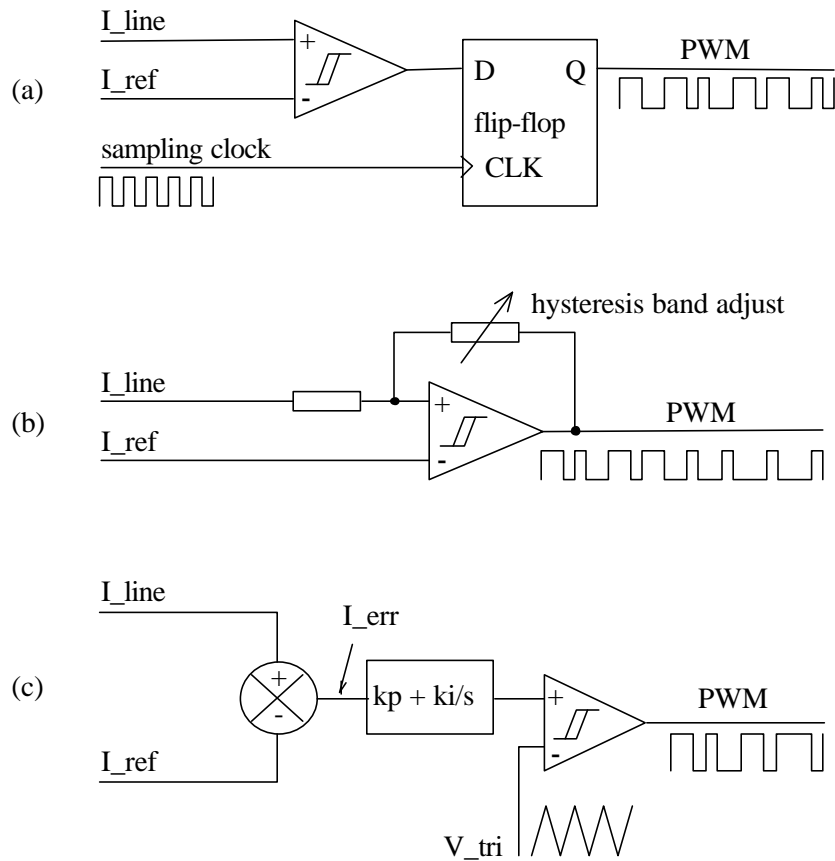 I_line
+
PWM
D Q
I_ref
(a)
-
flip-flop
sampling clock
CLK
hysteresis band adjust
I_line
+
(b)
PWM
I_ref
-
I_line
I_err
+
(c)
kp + ki/s
+
PWM
-
-
I_ref
V_tri